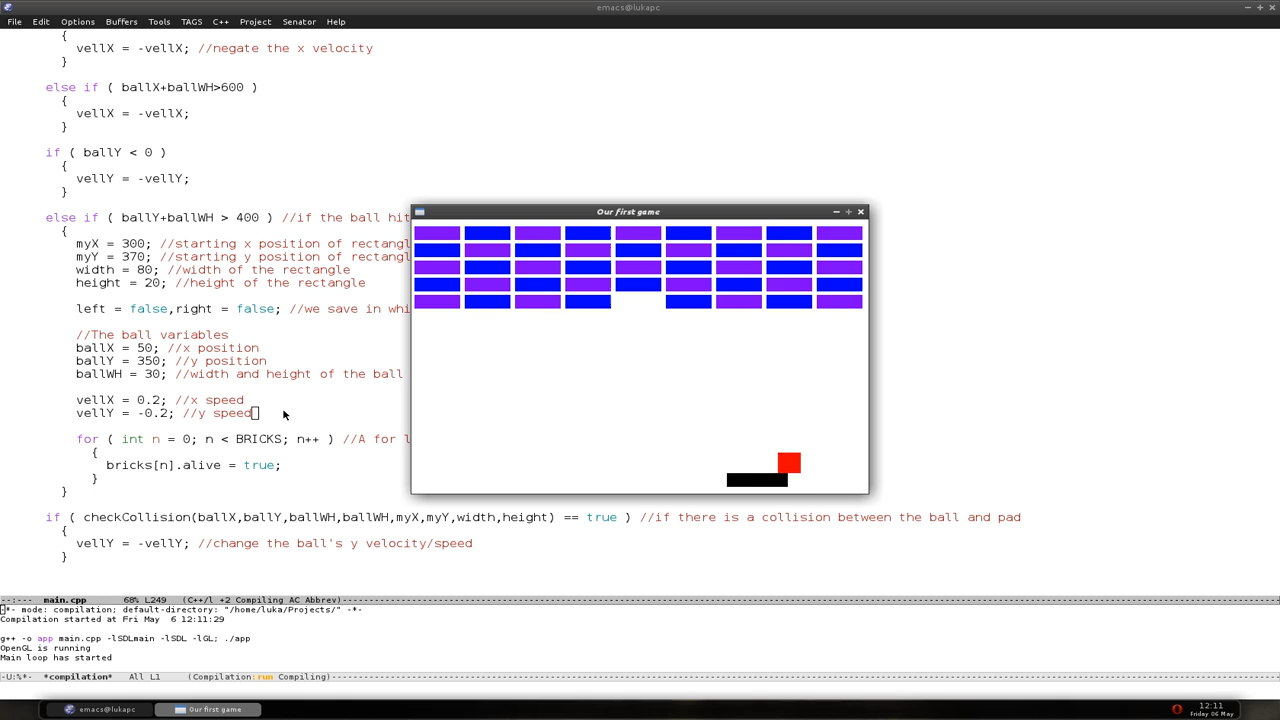 emacs@lukapc
File Edit Options Buffers Tools TAGS C++ Project Senator Help
{
vellX = -vellX; //negate the x velocity
}
else if ( ballX+ballWH>600 )
{
vellX = -vellX;
}
if ( ballY < 0 )
{
vellY = -vellY;
}
else if ( ballY+ballWH > 400 ) //if the ball hit
{
myX = 300; //starting x position of rectang
myY = 370; //starting y position of rectang
width = 80; //width of the rectangle
height = 20; //height of the rectangle
left = false,right = false; //we save in whi
//The ball variables
ballX = 50; //x position
ballY = 350; //y position
ballWH = 30; //width and height of the ball
vellX = 0.2; //x speed
vellY = -0.2; //y speed
for ( int n = 0; n < BRICKS; n++ ) //A for l
{
bricks[n].alive = true;
}
}
if ( checkCollision(ballX,ballY,ballWH,ballWH,myX,myY,width,height) == true ) //if there is a collision between the ball and pad
{
vellY = -vellY; //change the ball's y velocity/speed
}
Our first game
--:--- main.cpp 68% L249 (C++/l +2 Compiling AC Abbrev)
-*- mode: compilation; default-directory: "/home/luka/Projects/" -*-
Compilation started at Fri May 6 12:11:29
g++ -o app main.cpp -lSDLmain -lSDL -lGL; ./app
OpenGL is running
Main loop has started
-U:%*- *compilation* All L1 (Compilation:run Compiling)
emacs@lukapc Our first game
12:11
Friday 06 May